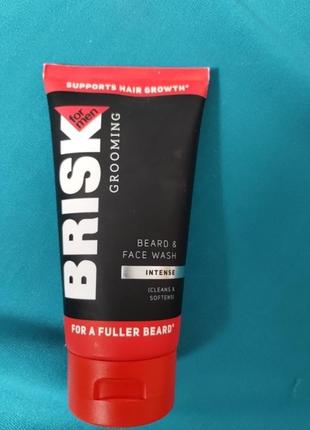 SUPPORTS HAIR GROWTH*
BRISK
for
men
GROOMING
BEARD &
FACE WASH
INTENSE
(CLEANS &
SOFTENS)
FOR A FULLER BEARD*